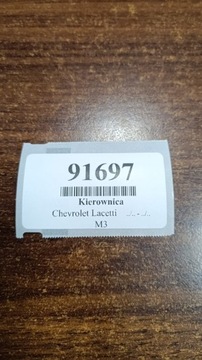 91697
Kierownica
Chevrolet Lacetti ../.. - ../..
M3